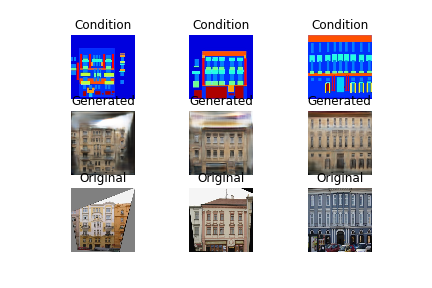 Condition Condition Condition
Generated Generated Generated
Original Original Original